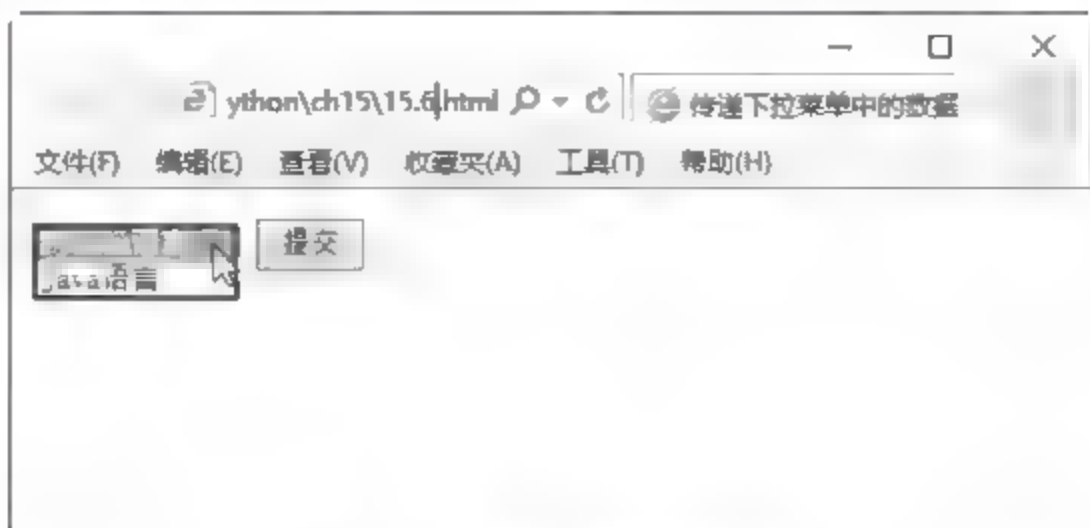 ython\ch15\15.6.html 传递下拉菜单中的数据
文件(F) 编辑(E) 查看(V) 收藏夹(A) 工具(T) 帮助(H)
提交
Java语言